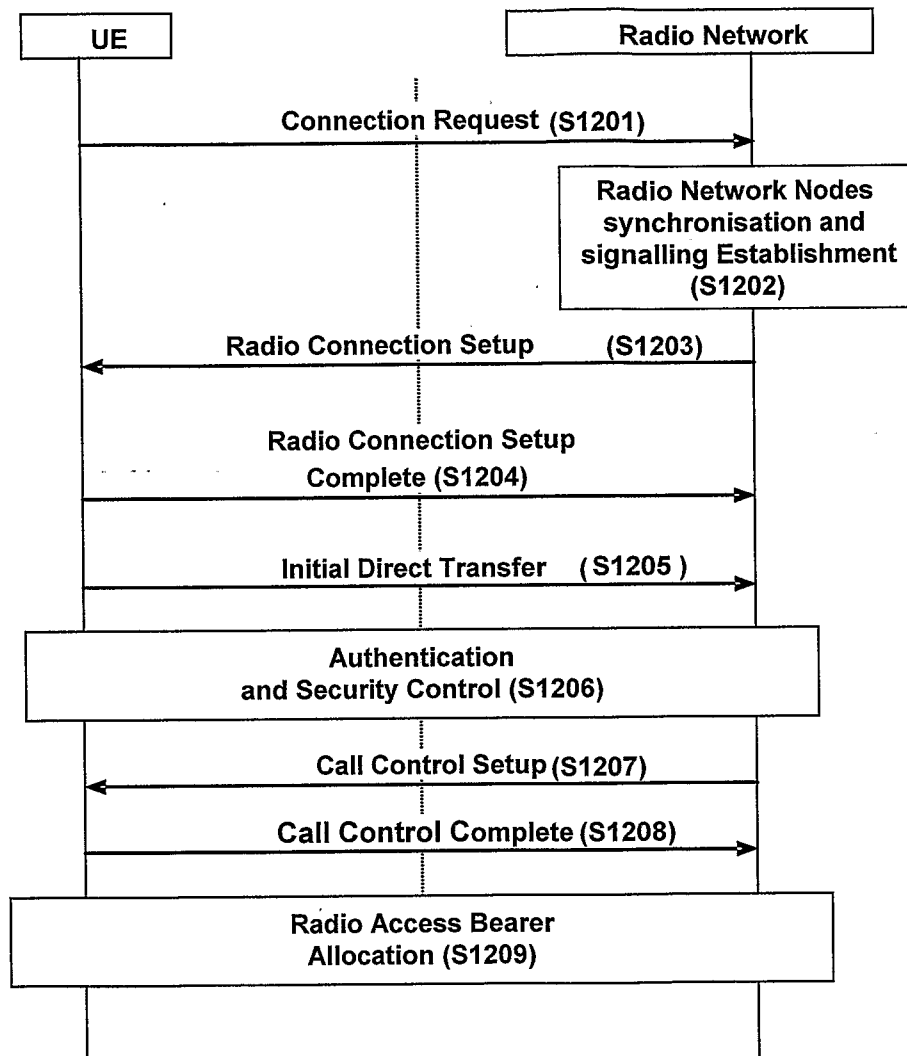 UE
Radio Network
Connection Request (S1201)
Radio Network Nodes
synchronisation and
signalling Establishment
(S1202)
Radio Connection Setup (S1203)
Radio Connection Setup
Complete (S1204)
Initial Direct Transfer (S1205 )
Authentication
and Security Control (S1206)
Call Control Setup (S1207)
Call Control Complete (S1208)
Radio Access Bearer
Allocation (S1209)